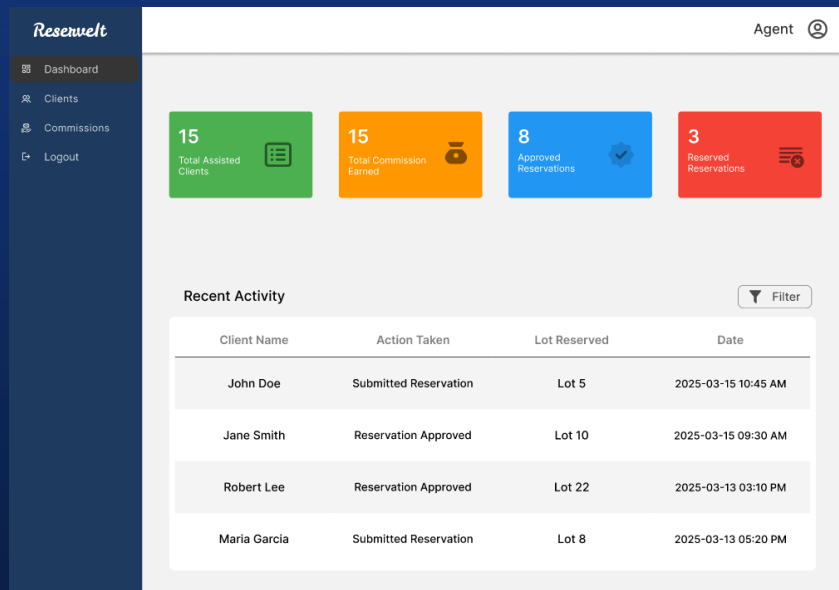 ReserveIt
Agent
Dashboard
Clients
Commissions
Logout
15
Total Assisted
Clients
15
Total Commission
Earned
8
Approved
Reservations
3
Reserved
Reservations
Recent Activity
Filter
Client Name Action Taken Lot Reserved Date
John Doe Submitted Reservation Lot 5 2025-03-15 10:45 AM
Jane Smith Reservation Approved Lot 10 2025-03-15 09:30 AM
Robert Lee Reservation Approved Lot 22 2025-03-13 03:10 PM
Maria Garcia Submitted Reservation Lot 8 2025-03-13 05:20 PM